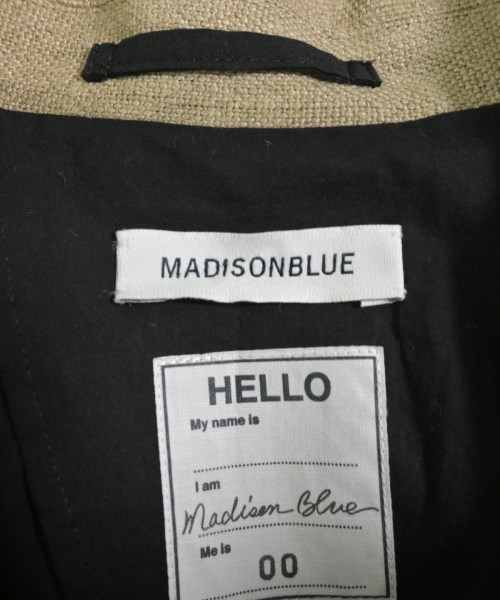 MADISONBLUE
HELLO
My name is
I am
Madison Blue
Me is
00